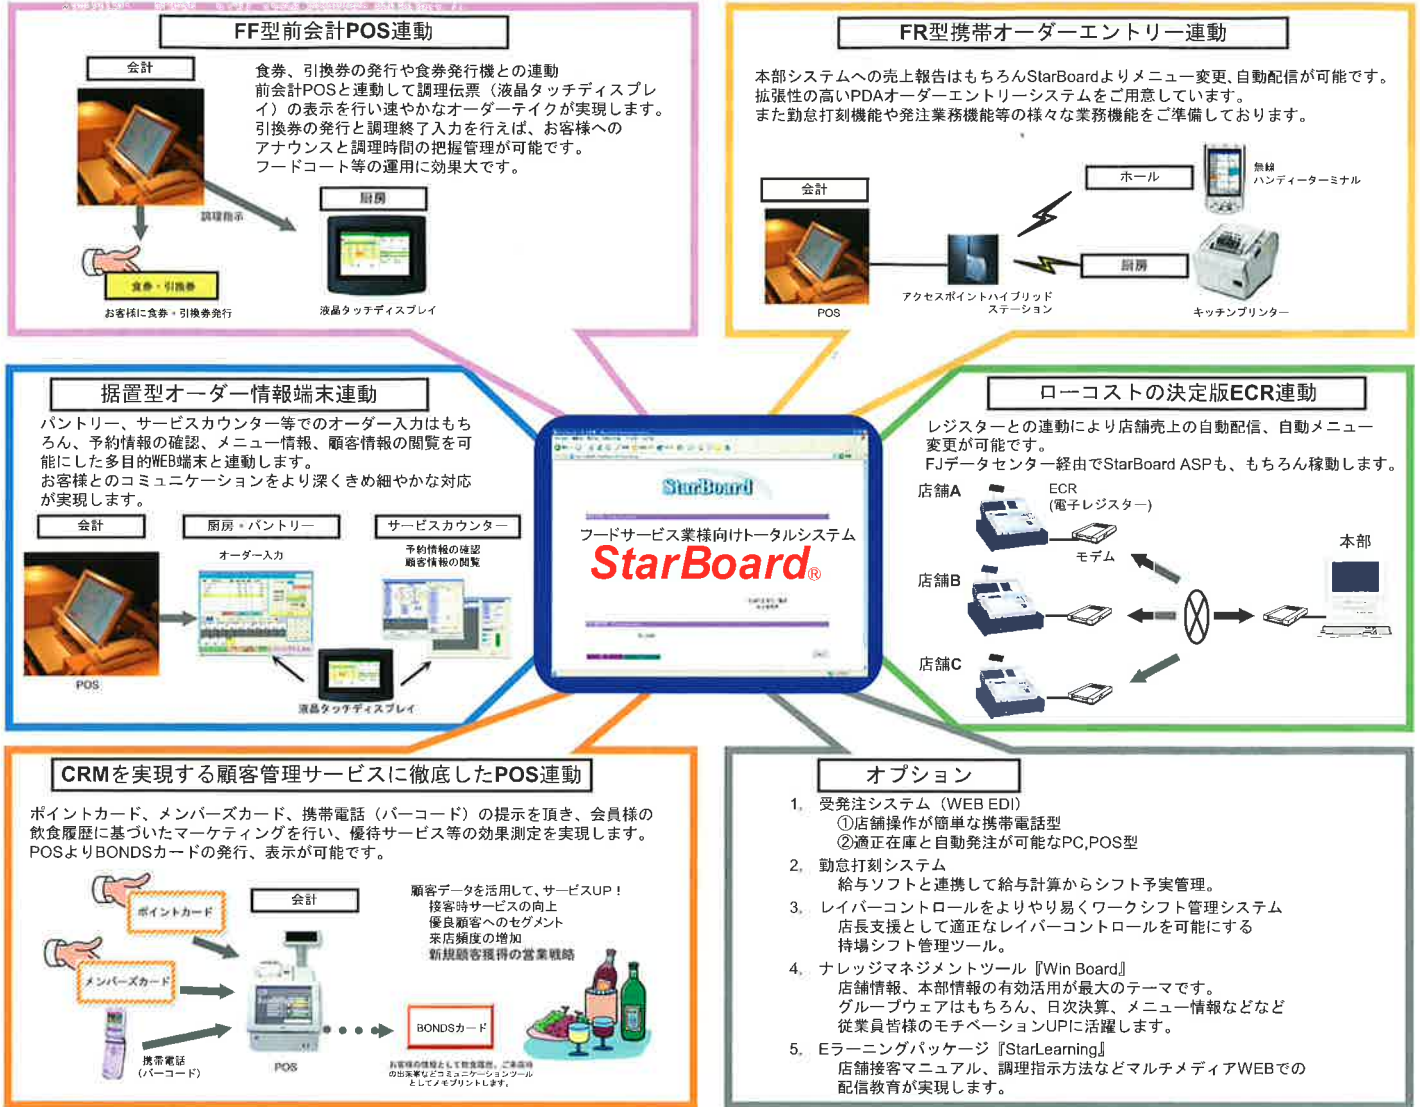 FF型前会計POS連動
会計
食券、引換券の発行や食券発行機との連動
前会計POSと連動して調理伝票（液晶タッチディスプレ
イ）の表示を行い速やかなオーダーテイクが実現します。
引換券の発行と調理終了入力を行えば、お客様への
アナウンスと調理時間の把握管理が可能です。
フードコート等の運用に効果大です。
調理指示
厨房
食券・引換券
お客様に食券・引換券発行
液晶タッチディスプレイ
FR型携帯オーダーエントリー連動
本部システムへの売上報告はもちろんStarBoardよりメニュー変更、自動配信が可能です。
拡張性の高いPDAオーダーエントリーシステムをご用意しています。
また勤怠打刻機能や発注業務機能等の様々な業務機能をご準備しております。
会計
ホール
無線
ハンディーターミナル
厨房
アクセスポイントハイブリッド
ステーション
POS
キッチンプリンター
据置型オーダー情報端末連動
パントリー、サービスカウンター等でのオーダー入力はもち
ろん、予約情報の確認、メニュー情報、顧客情報の閲覧を可
能にした多目的WEB端末と連動します。
お客様とのコミュニケーションをより深くきめ細やかな対応
が実現します。
会計
厨房・パントリー
サービスカウンター
オーダー入力
予約情報の確認
顧客情報の閲覧
POS
液晶タッチディスプレイ
StarBoard
フードサービス業様向けトータルシステム
StarBoard®
ローコストの決定版ECR連動
レジスターとの連動により店舗売上の自動配信、自動メニュー
変更が可能です。
FJデータセンター経由でStarBoard ASPも、もちろん稼動します。
店舗A
ECR
(電子レジスター)
モデム
本部
店舗B
店舗C
CRMを実現する顧客管理サービスに徹底したPOS連動
ポイントカード、メンバーズカード、携帯電話（バーコード）の提示を頂き、会員様の
飲食履歴に基づいたマーケティングを行い、優待サービス等の効果測定を実現します。
POSよりBONDSカードの発行、表示が可能です。
ポイントカード
会計
顧客データを活用して、サービスUP！
接客時サービスの向上
優良顧客へのセグメント
来店頻度の増加
新規顧客獲得の営業戦略
メンバーズカード
BONDSカード
携帯電話
（バーコード）
POS
お客様の情報として飲食履歴、ご来店時
の出来事などコミュニケーションツール
としてメモプリントします。
オプション
1, 受発注システム（WEB EDI）
①店舗操作が簡単な携帯電話型
②適正在庫と自動発注が可能なPC,POS型
2, 勤怠打刻システム
給与ソフトと連携して給与計算からシフト予実管理。
3, レイバーコントロールをよりやり易くワークシフト管理システム
店長支援として適正なレイバーコントロールを可能にする
持場シフト管理ツール。
4, ナレッジマネジメントツール『Win Board』
店舗情報、本部情報の有効活用が最大のテーマです。
グループウェアはもちろん、日次決算、メニュー情報などなど
従業員皆様のモチベーションUPに活躍します。
5, Eラーニングパッケージ『StarLearning』
店舗接客マニュアル、調理指示方法などマルチメディアWEBでの
配信教育が実現します。